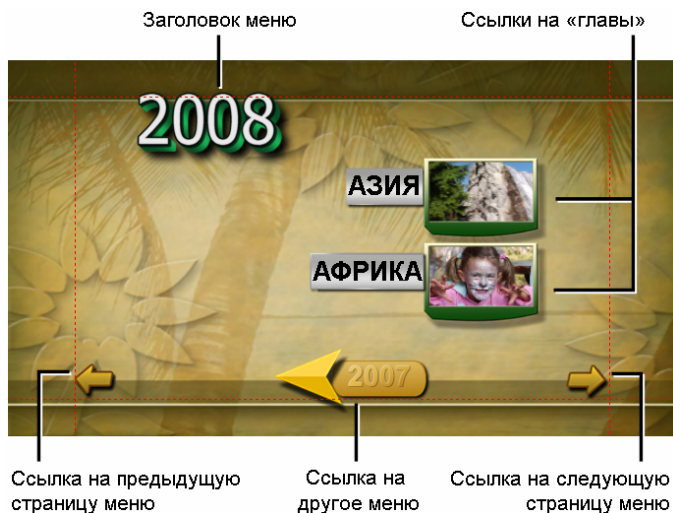 Заголовок меню
Ссылки на «главы»
2008
АЗИЯ
АФРИКА
2007
Ссылка на предыдущую
страницу меню
Ссылка на
другое меню
Ссылка на следующую
страницу меню